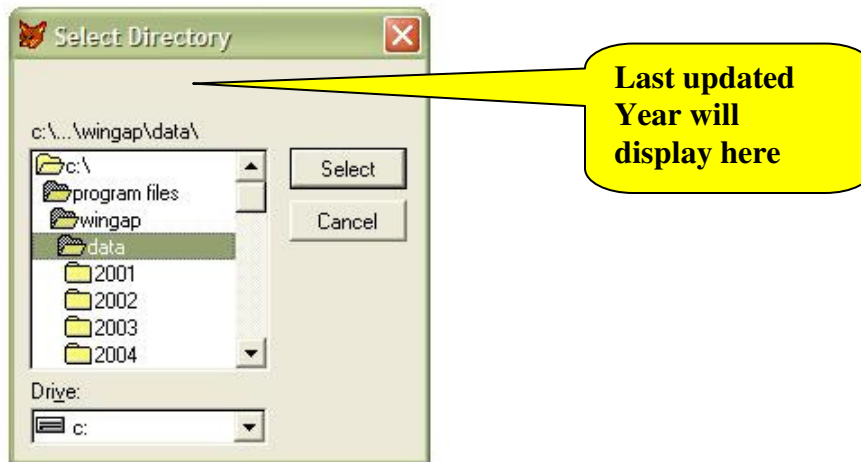 Select Directory
Last updated
Year will
display here
c:\...\wingap\data\
c:\
program files
wingap
data
2001
2002
2003
2004
Select
Cancel
Drive:
c: